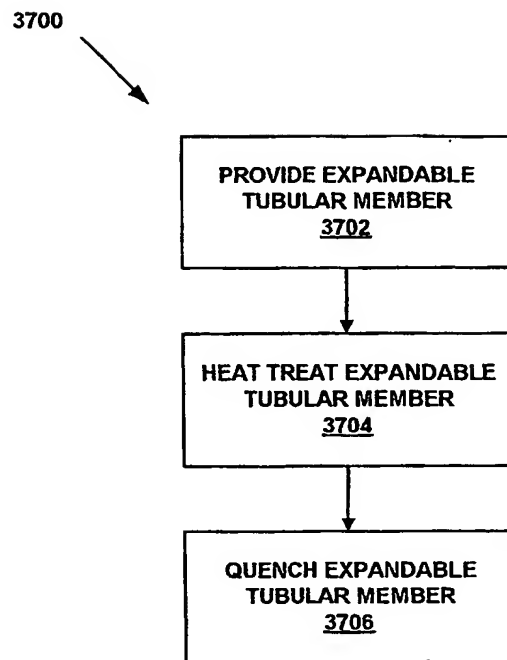 3700
PROVIDE EXPANDABLE
TUBULAR MEMBER
3702
HEAT TREAT EXPANDABLE
TUBULAR MEMBER
3704
QUENCH EXPANDABLE
TUBULAR MEMBER
3706